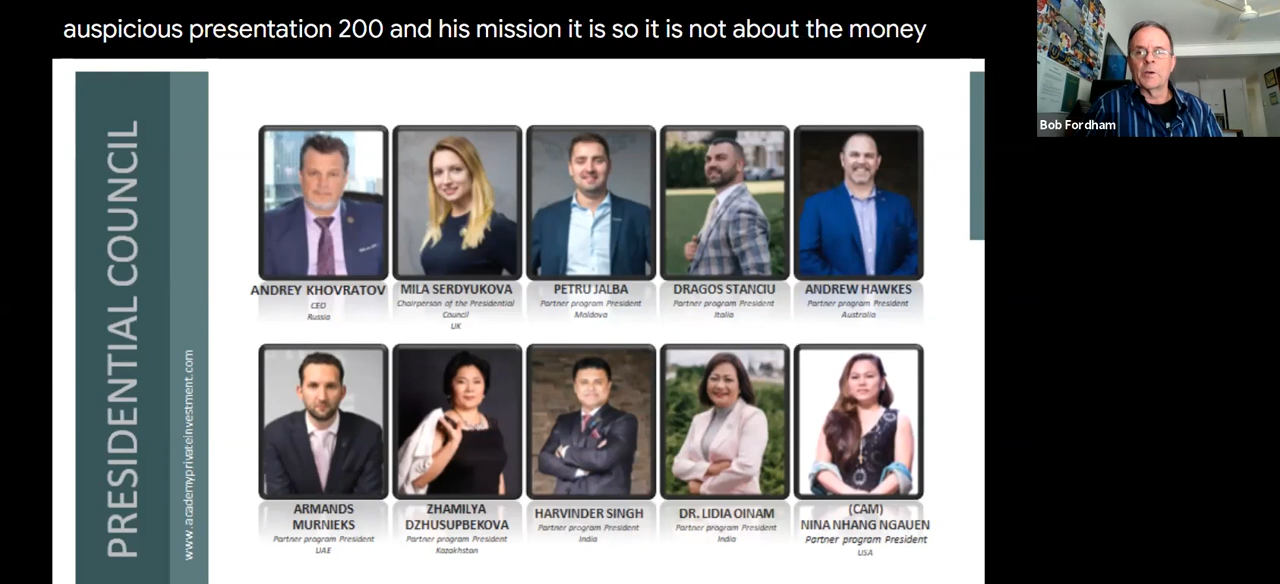 auspicious presentation 200 and his mission it is so it is not about the money
Bob Fordham
PRESIDENTIAL COUNCIL
www.academyprivateinvestment.com
ANDREY KHOVRATOV
CEO
Russia
MILA SERDYUKOVA
Chairperson of the Presidential
Council
UK
PETRU JALBA
Partner program President
Moldova
DRAGOS STANCIU
Partner program President
Italia
ANDREW HAWKES
Partner program President
Australia
ARMANDS
MURNIEKS
Partner program President
UAE
ZHAMILYA
DZHUSUPBEKOVA
Partner program President
Kazakhstan
HARVINDER SINGH
Partner program President
India
DR. LIDIA OINAM
Partner program President
India
(CAM)
NINA NHANG NGAUEN
Partner program President
USA